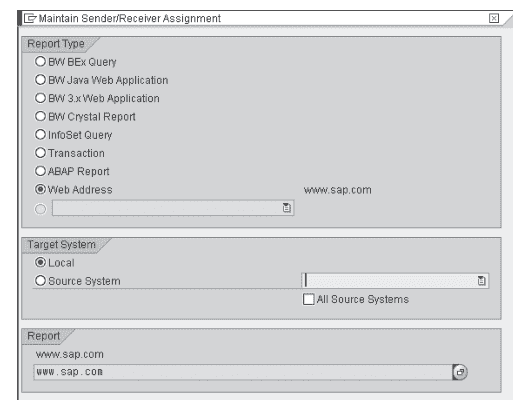 Maintain Sender/Receiver Assignment
Report Type
BW BEx Query
BW Java Web Application
BW 3.x Web Application
BW Crystal Report
InfoSet Query
Transaction
ABAP Report
Web Address www.sap.com
Target System
Local
Source System
All Source Systems
Report
www.sap.com
www.sap.com